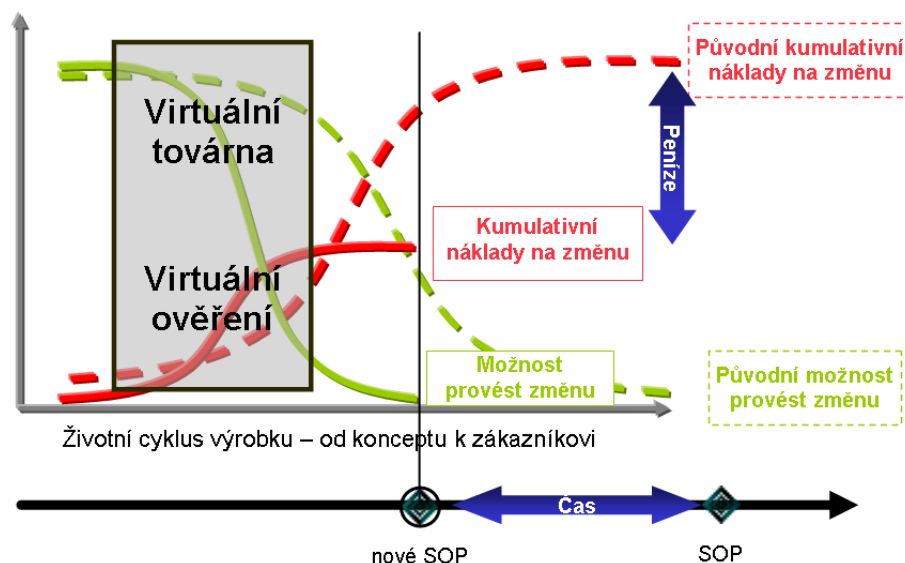 Virtuální
továrna
Virtuální
ověření
Původní kumulativní
náklady na změnu
Peníze
Kumulativní
náklady na změnu
Možnost
provést změnu
Původní možnost
provést změnu
Životní cyklus výrobku – od konceptu k zákazníkovi
Čas
nové SOP
SOP